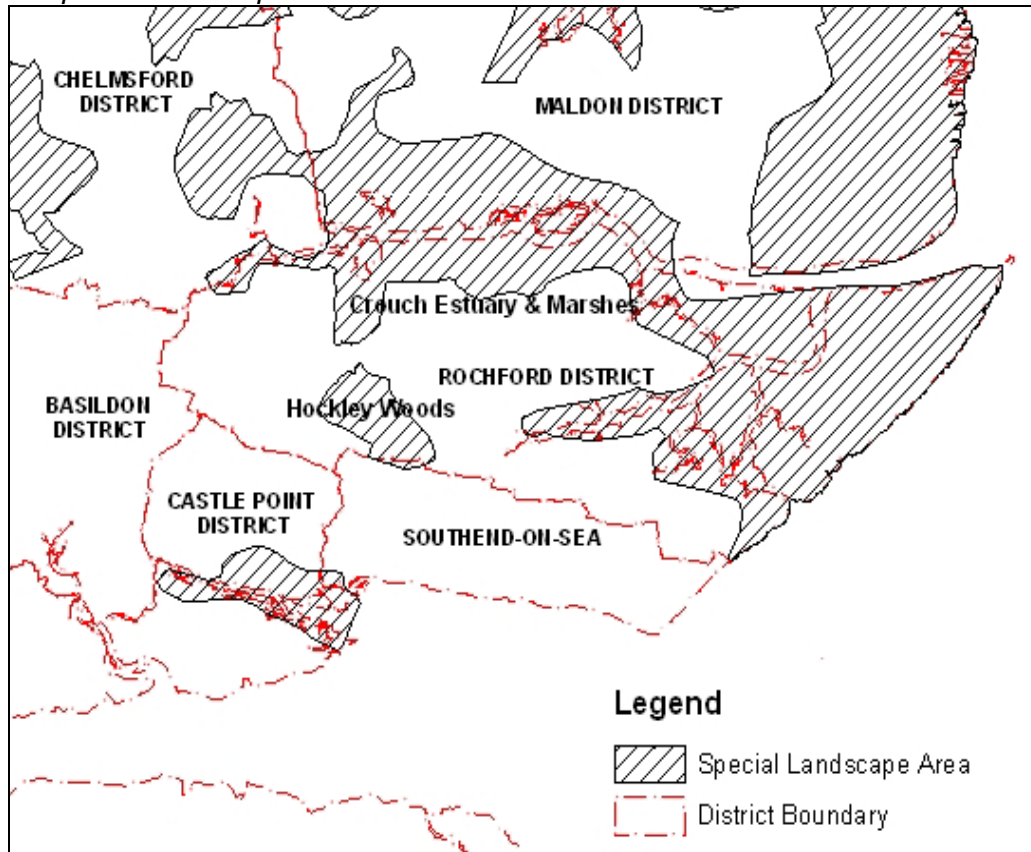 CHELMSFORD
DISTRICT
MALDON DISTRICT
Crouch Estuary & Marshes
ROCHFORD DISTRICT
BASILDON
DISTRICT
Hockley Woods
CASTLE POINT
DISTRICT
SOUTHEND-ON-SEA
Legend
Special Landscape Area
District Boundary